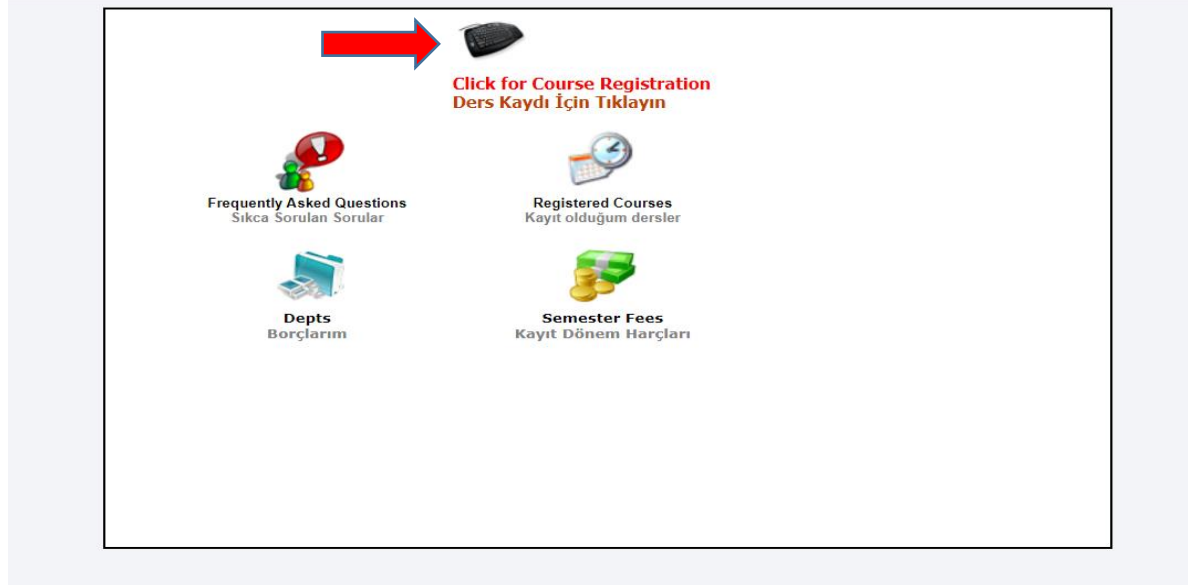 Click for Course Registration
Ders Kaydı İçin Tıklayın
Frequently Asked Questions
Sıkca Sorulan Sorular
Registered Courses
Kayıt olduğum dersler
Depts
Borçlarım
Semester Fees
Kayıt Dönem Harçları